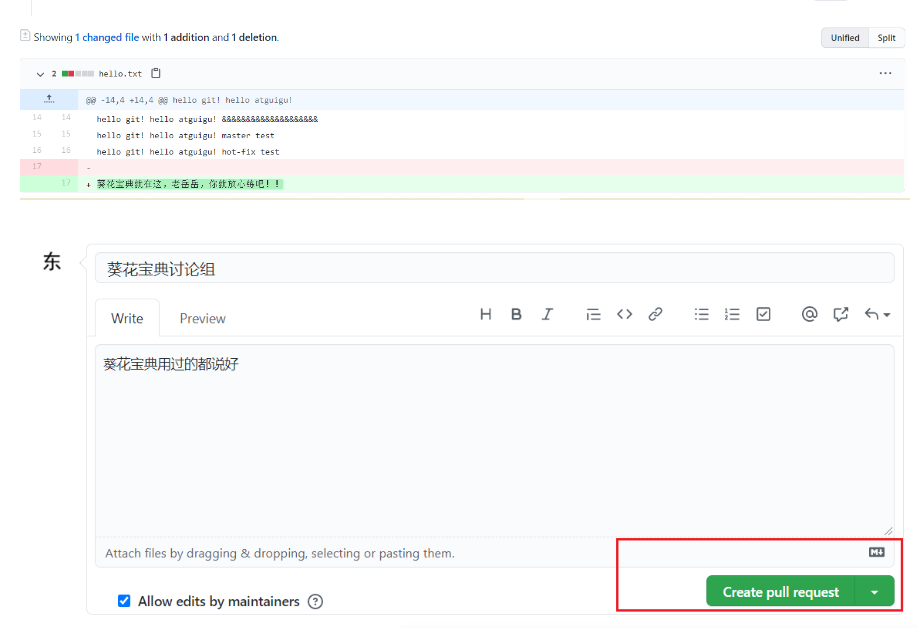 Showing 1 changed file with 1 addition and 1 deletion.
Unified Split
2 hello.txt
@@ -14,4 +14,4 @@ hello git! hello atguigu!
14 14 hello git! hello atguigu! &&&&&&&&&&&&&&&&&&&&
15 15 hello git! hello atguigu! master test
16 16 hello git! hello atguigu! hot-fix test
17 -
17 + 葵花宝典就在这，老岳岳，你就放心练吧！！
东
葵花宝典讨论组
Write Preview
葵花宝典用过的都说好
Attach files by dragging & dropping, selecting or pasting them.
Allow edits by maintainers
Create pull request